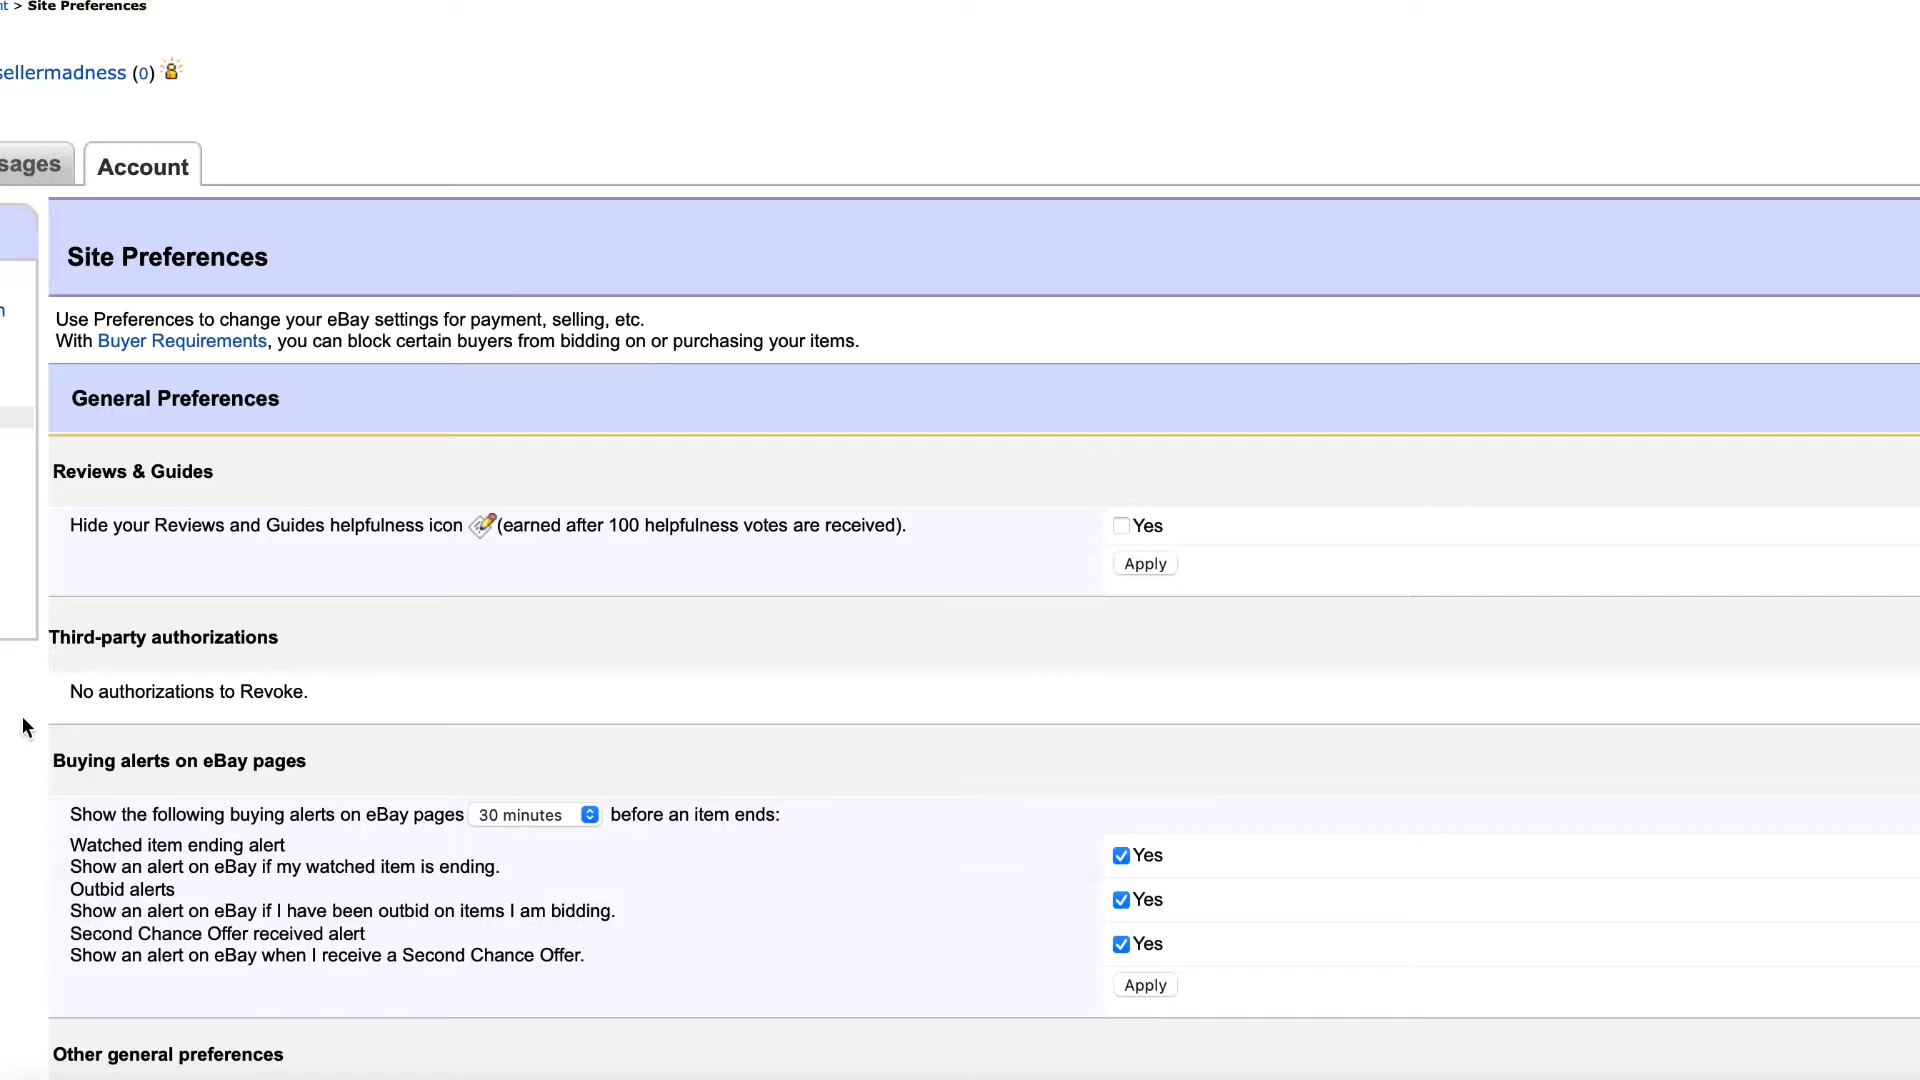 > Site Preferences
sellermadness (0)
Account
Site Preferences
Use Preferences to change your eBay settings for payment, selling, etc.
With Buyer Requirements, you can block certain buyers from bidding on or purchasing your items.
General Preferences
Reviews & Guides
Hide your Reviews and Guides helpfulness icon (earned after 100 helpfulness votes are received).
Yes
Apply
Third-party authorizations
No authorizations to Revoke.
Buying alerts on eBay pages
Show the following buying alerts on eBay pages 30 minutes before an item ends:
Watched item ending alert
Show an alert on eBay if my watched item is ending.
Yes
Outbid alerts
Show an alert on eBay if I have been outbid on items I am bidding.
Yes
Second Chance Offer received alert
Show an alert on eBay when I receive a Second Chance Offer.
Yes
Apply
Other general preferences